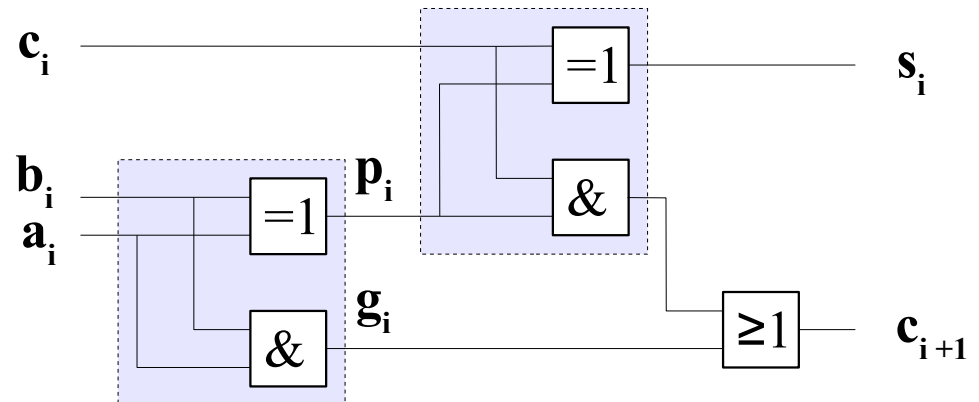 c_i
=1
s_i
b_i
p_i
=1
&
a_i
g_i
&
≥1
c_i+1